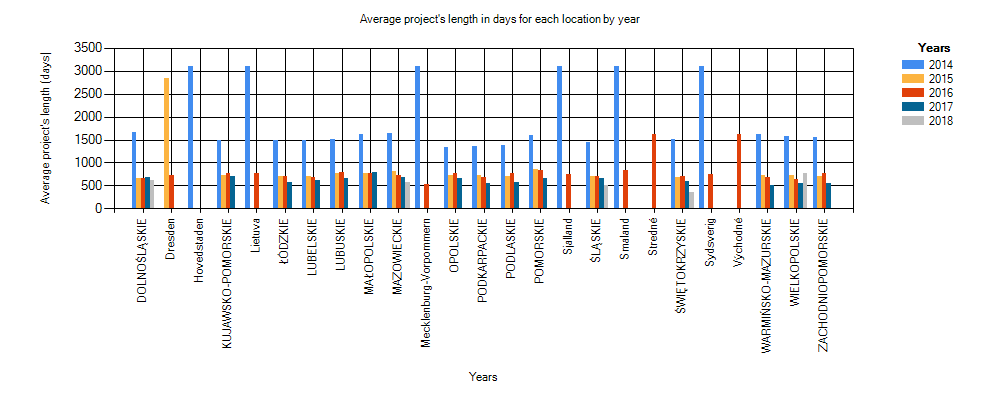 Average project's length in days for each location by year
Average project's length [days]
3500
3000
2500
2000
1500
1000
500
0
DOLNOŚLĄSKIE
Dresden
Hovedstaden
KUJAWSKO-POMORSKIE
Lietuva
ŁÓDZKIE
LUBELSKIE
LUBUSKIE
MAŁOPOLSKIE
MAZOWIECKIE
Mecklenburg-Vorpommern
OPOLSKIE
PODKARPACKIE
PODLASKIE
POMORSKIE
Sjalland
ŚLĄSKIE
Smaland
Stredné
ŚWIĘTOKRZYSKIE
Sydsverig
Východné
WARMIŃSKO-MAZURSKIE
WIELKOPOLSKIE
ZACHODNIOPOMORSKIE
Years
Years
2014
2015
2016
2017
2018